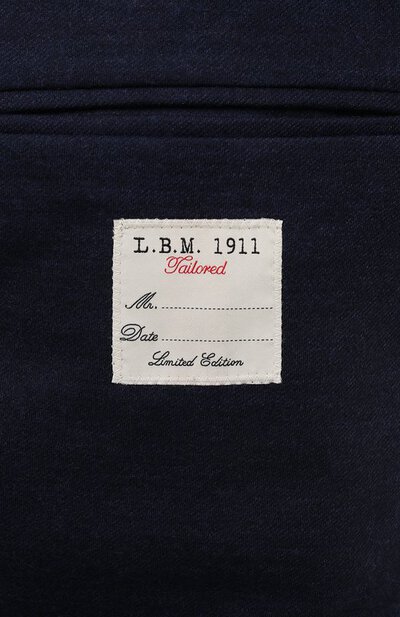 L.B.M. 1911
Tailored
Mr. ............................
Date ............................
Limited Edition